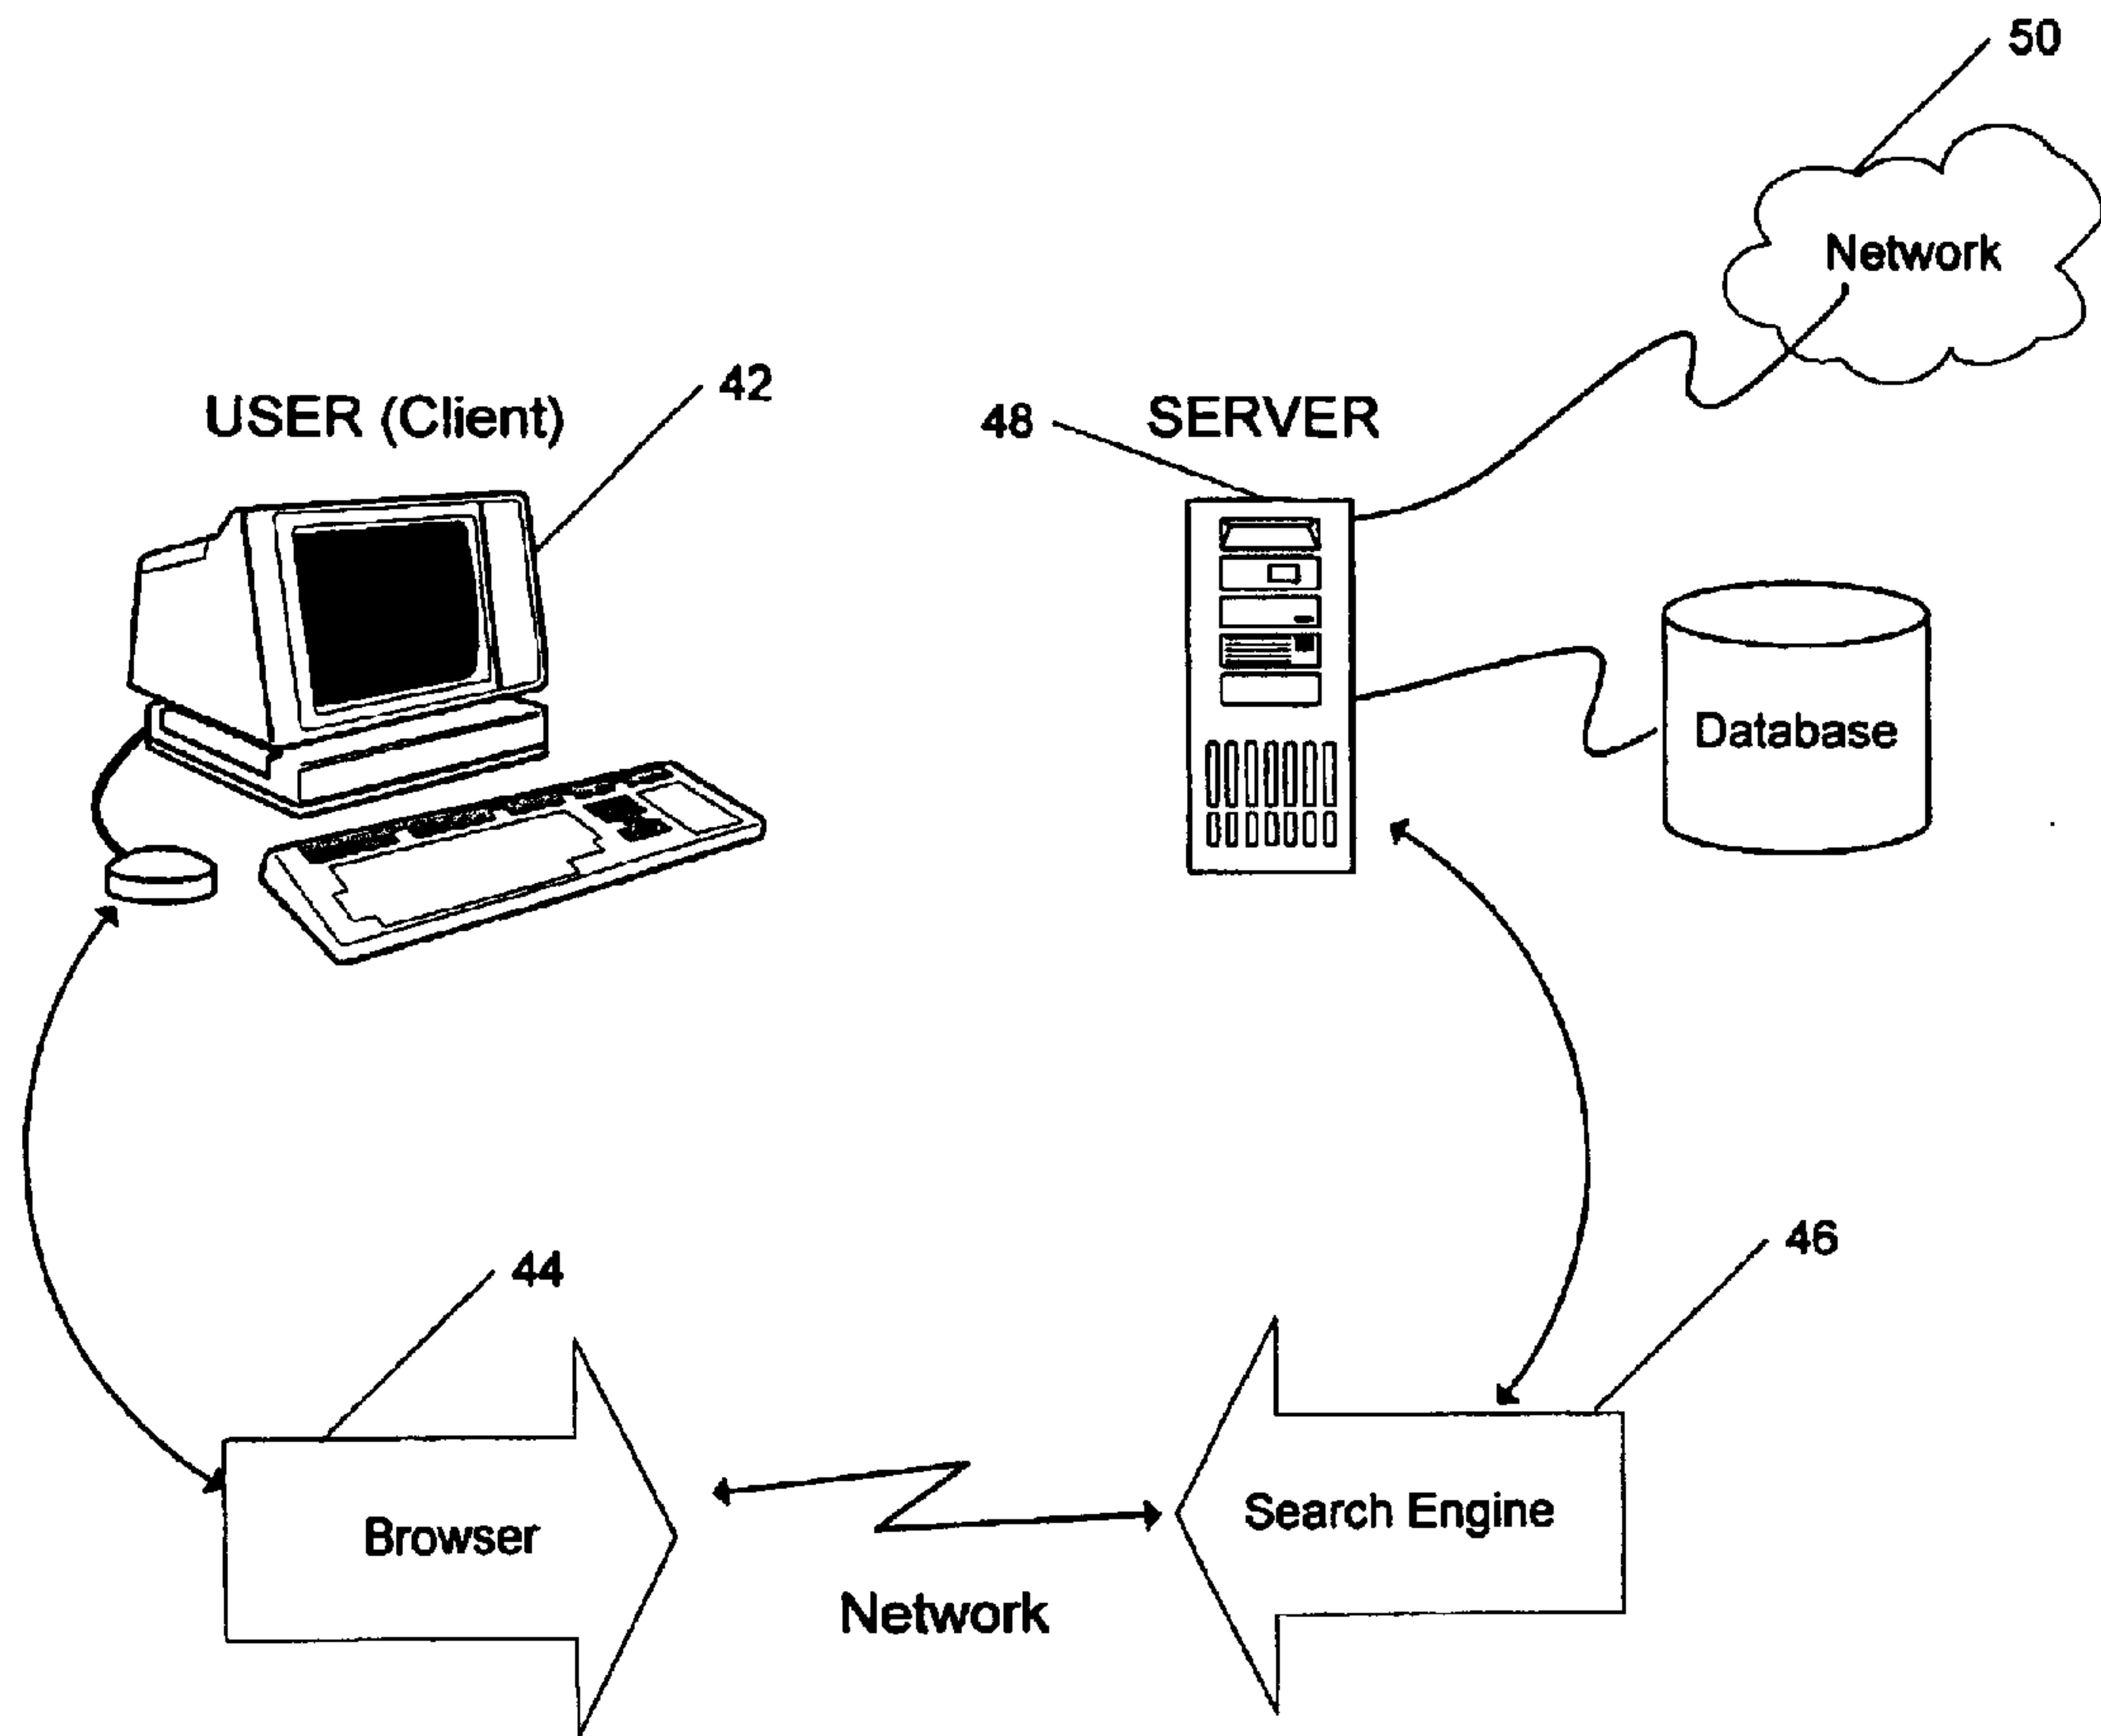 50
Network
42
USER (Client)
48
SERVER
Database
46
44
Search Engine
Browser
Network